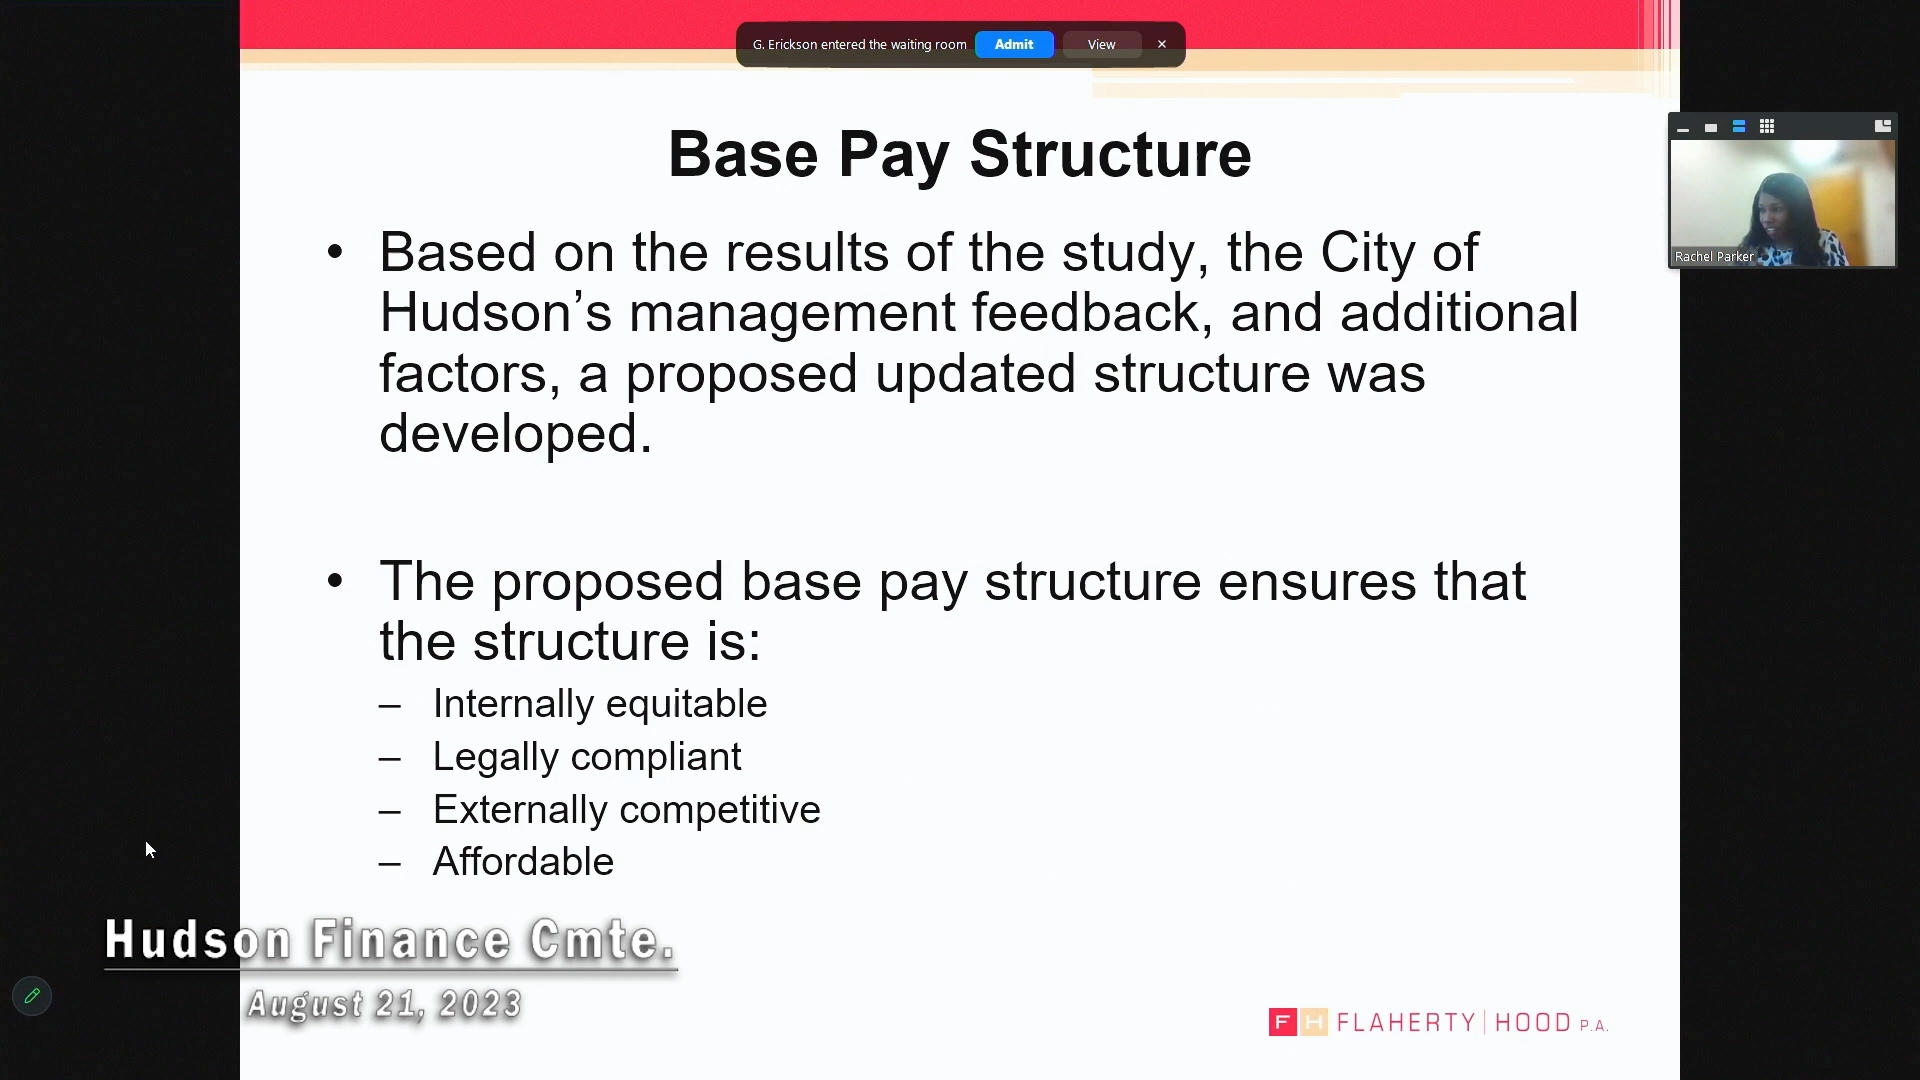 G. Erickson entered the waiting room Admit View ×
Base Pay Structure
• Based on the results of the study, the City of
Hudson’s management feedback, and additional
factors, a proposed updated structure was
developed.
• The proposed base pay structure ensures that
the structure is:
– Internally equitable
– Legally compliant
– Externally competitive
– Affordable
Rachel Parker
Hudson Finance Cmte.
August 21, 2023
FH FLAHERTY | HOOD P.A.